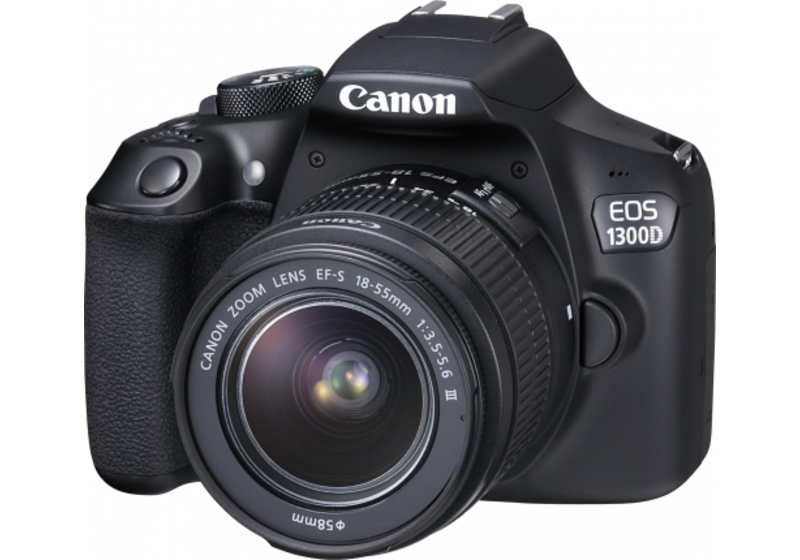 Canon
EOS
1300D
Canon
CANON ZOOM LENS EF-S 18-55mm 1:3.5-5.6 III
φ58mm